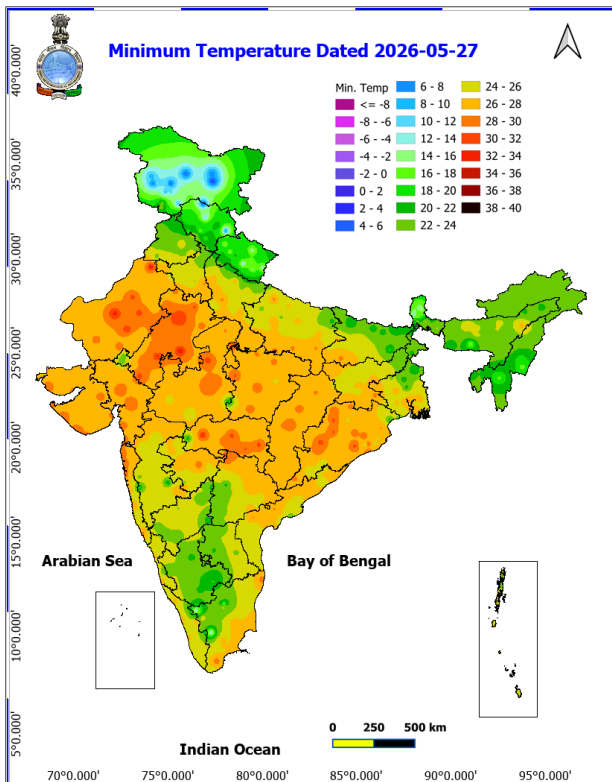 Minimum Temperature Dated 2026-05-27
Min. Temp
<= -8
-8 - -6
-6 - -4
-4 - -2
-2 - 0
0 - 2
2 - 4
4 - 6
6 - 8
8 - 10
10 - 12
12 - 14
14 - 16
16 - 18
18 - 20
20 - 22
22 - 24
24 - 26
26 - 28
28 - 30
30 - 32
32 - 34
34 - 36
36 - 38
38 - 40
40°0.000'
35°0.000'
30°0.000'
25°0.000'
20°0.000'
15°0.000'
10°0.000'
5°0.000'
Arabian Sea
Bay of Bengal
Indian Ocean
0 250 500 km
70°0.000' 75°0.000' 80°0.000' 85°0.000' 90°0.000' 95°0.000'